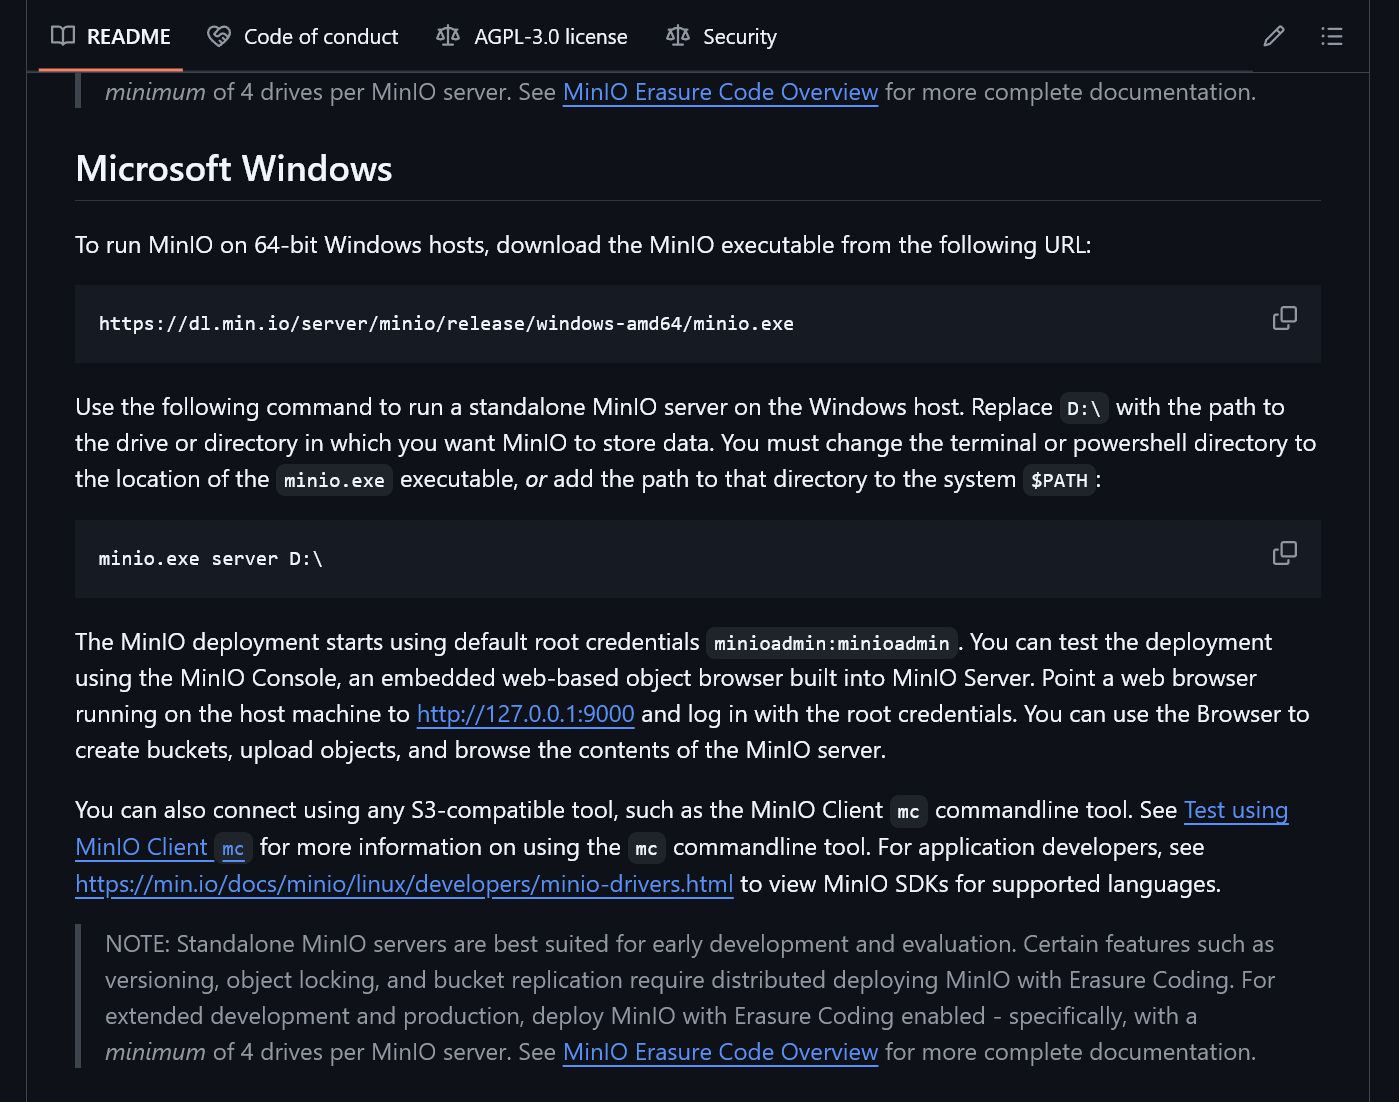 README Code of conduct AGPL-3.0 license Security
minimum of 4 drives per MinIO server. See MinIO Erasure Code Overview for more complete documentation.
Microsoft Windows
To run MinIO on 64-bit Windows hosts, download the MinIO executable from the following URL:
https://dl.min.io/server/minio/release/windows-amd64/minio.exe
Use the following command to run a standalone MinIO server on the Windows host. Replace D:\ with the path to
the drive or directory in which you want MinIO to store data. You must change the terminal or powershell directory to
the location of the minio.exe executable, or add the path to that directory to the system $PATH:
minio.exe server D:\
The MinIO deployment starts using default root credentials minioadmin:minioadmin. You can test the deployment
using the MinIO Console, an embedded web-based object browser built into MinIO Server. Point a web browser
running on the host machine to http://127.0.0.1:9000 and log in with the root credentials. You can use the Browser to
create buckets, upload objects, and browse the contents of the MinIO server.
You can also connect using any S3-compatible tool, such as the MinIO Client mc commandline tool. See Test using
MinIO Client mc for more information on using the mc commandline tool. For application developers, see
https://min.io/docs/minio/linux/developers/minio-drivers.html to view MinIO SDKs for supported languages.
NOTE: Standalone MinIO servers are best suited for early development and evaluation. Certain features such as
versioning, object locking, and bucket replication require distributed deploying MinIO with Erasure Coding. For
extended development and production, deploy MinIO with Erasure Coding enabled - specifically, with a
minimum of 4 drives per MinIO server. See MinIO Erasure Code Overview for more complete documentation.